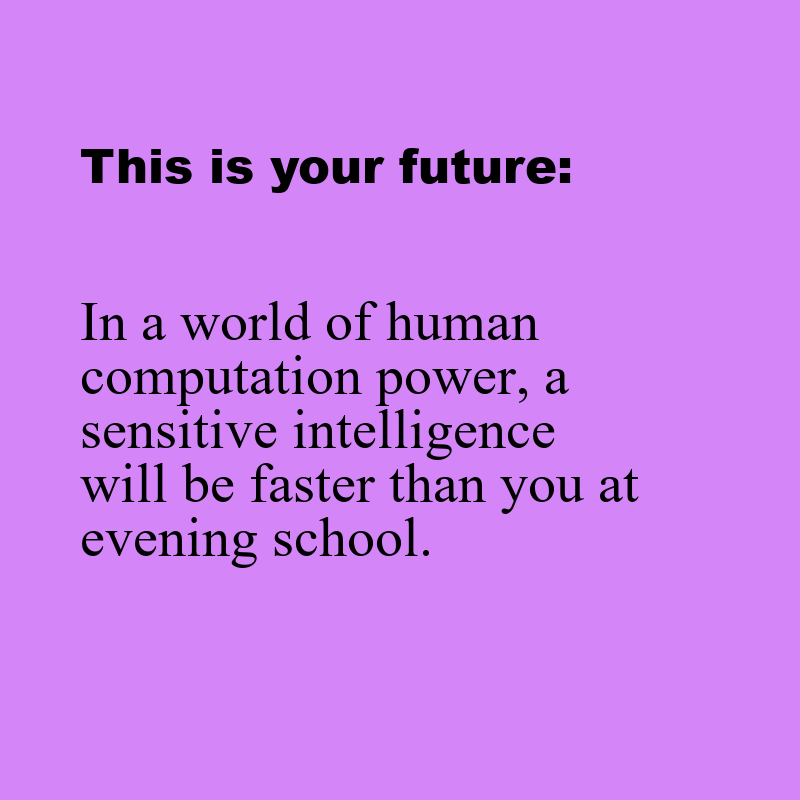 This is your future:
In a world of human
computation power, a
sensitive intelligence
will be faster than you at
evening school.